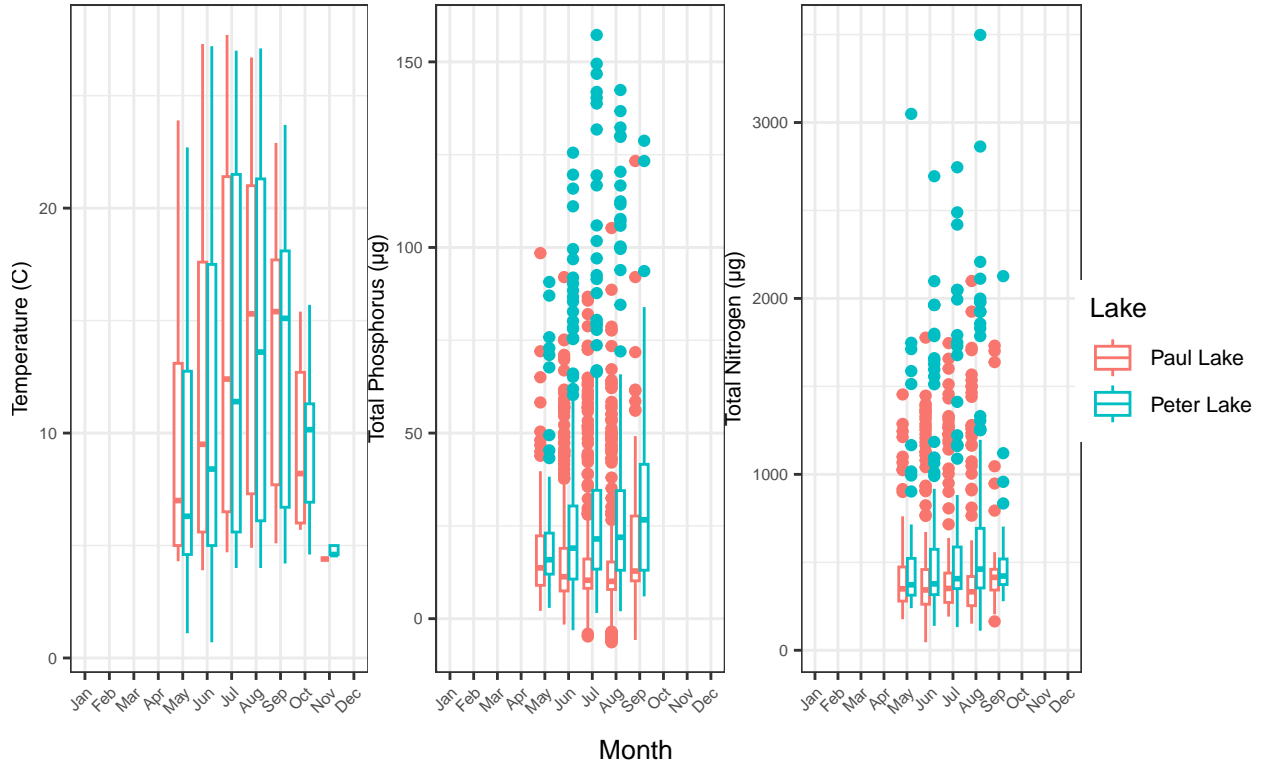 Temperature (C)
20
10
0
Jan Feb Mar Apr May Jun Jul Aug Sep Oct Nov Dec
Total Phosphorus (µg)
150
100
50
0
Jan Feb Mar Apr May Jun Jul Aug Sep Oct Nov Dec
Total Nitrogen (µg)
3000
2000
1000
0
Jan Feb Mar Apr May Jun Jul Aug Sep Oct Nov Dec
Lake
Paul Lake
Peter Lake
Month